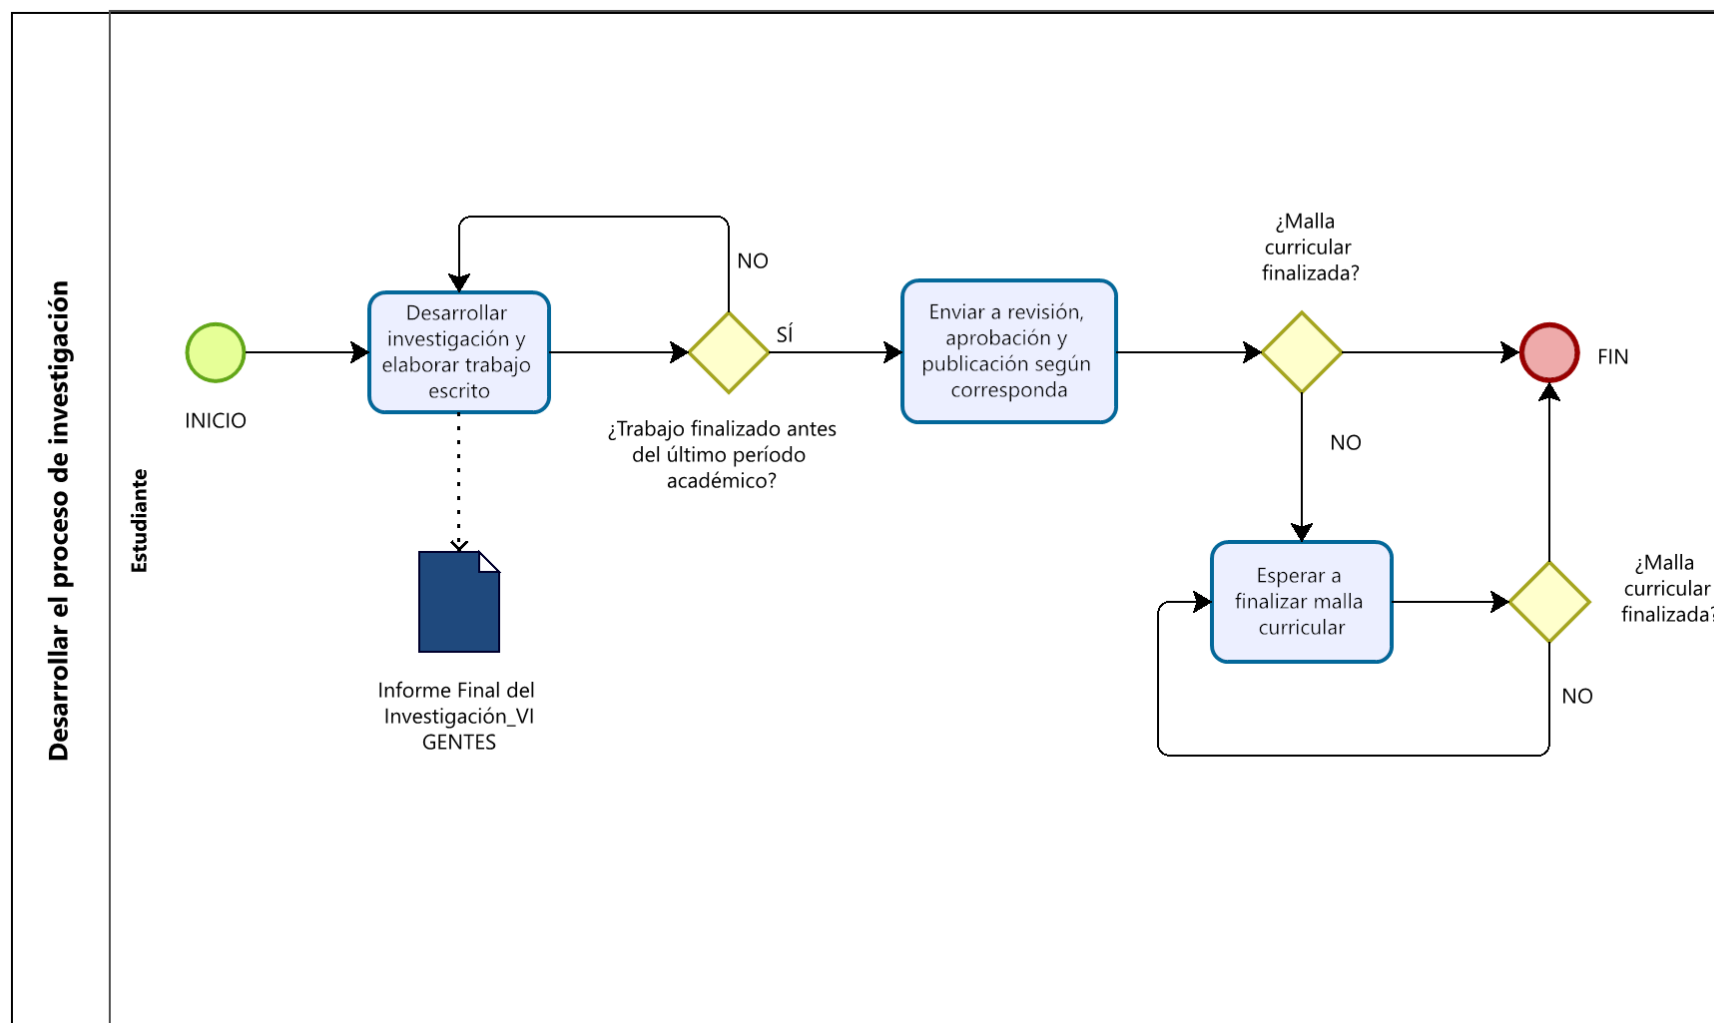 Desarrollar el proceso de investigación
Estudiante
INICIO
Desarrollar
investigación y
elaborar trabajo
escrito
NO
SÍ
¿Trabajo finalizado antes
del último período
académico?
Informe Final del
Investigación_VI
GENTES
Enviar a revisión,
aprobación y
publicación según
corresponda
¿Malla
curricular
finalizada?
FIN
NO
Esperar a
finalizar malla
curricular
¿Malla
curricular
finalizada?
NO